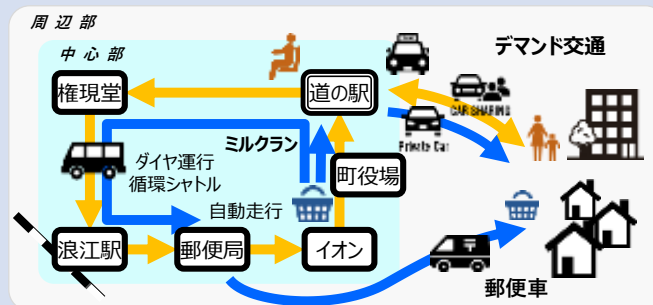 周辺部
中心部
デマンド交通
権現堂
道の駅
CAR SHARING
Private Car
ミルクラン
ダイヤ運行
循環シャトル
町役場
自動走行
浪江駅
郵便局
イオン
郵便車